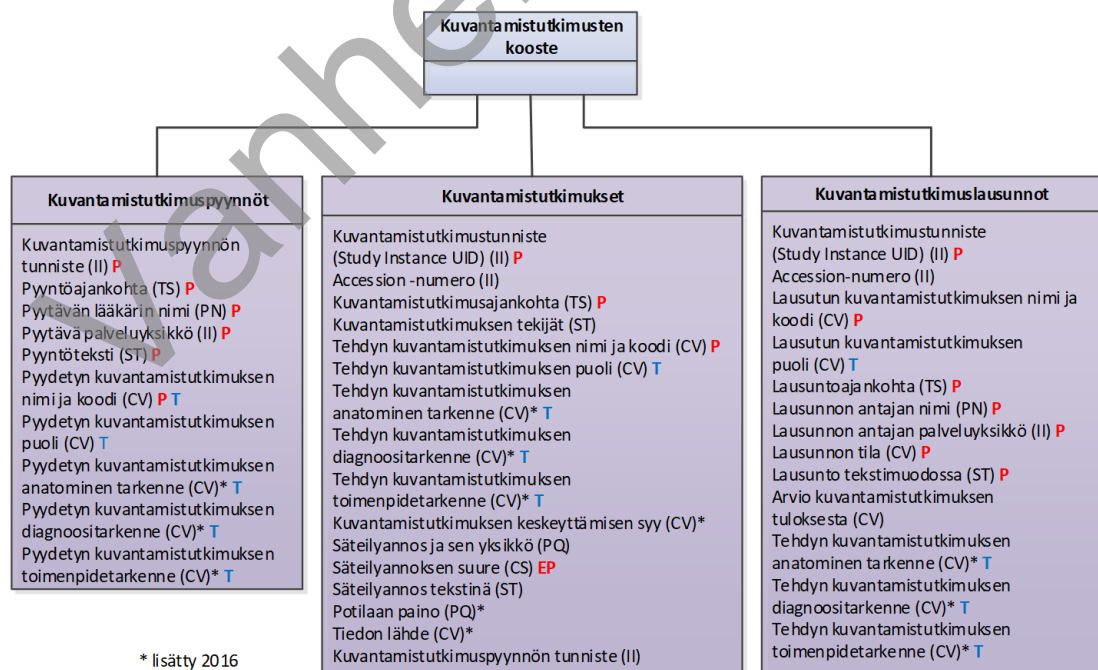 Kuvantamistutkimusten
kooste
Kuvantamistutkimuspyynnöt
Kuvantamistutkimuspyynnön
tunniste (II) P
Pyyntöajankohta (TS) P
Pyytävän lääkärin nimi (PN) P
Pyytävä palveluyksikkö (II) P
Pyyntöteksti (ST) P
Pyydetyn kuvantamistutkimuksen
nimi ja koodi (CV) P T
Pyydetyn kuvantamistutkimuksen
puoli (CV) T
Pyydetyn kuvantamistutkimuksen
anatominen tarkenne (CV)* T
Pyydetyn kuvantamistutkimuksen
diagnoositarkenne (CV)* T
Pyydetyn kuvantamistutkimuksen
toimenpidetarkenne (CV)* T
* lisätty 2016
Kuvantamistutkimukset
Kuvantamistutkimustunniste
(Study Instance UID) (II) P
Accession -numero (II)
Kuvantamistutkimusajankohta (TS) P
Kuvantamistutkimuksen tekijät (ST)
Tehdyn kuvantamistutkimuksen nimi ja koodi (CV) P
Tehdyn kuvantamistutkimuksen puoli (CV) T
Tehdyn kuvantamistutkimuksen
anatominen tarkenne (CV)* T
Tehdyn kuvantamistutkimuksen
diagnoositarkenne (CV)* T
Tehdyn kuvantamistutkimuksen
toimenpidetarkenne (CV)* T
Kuvantamistutkimuksen keskeyttämisen syy (CV)*
Säteilyannos ja sen yksikkö (PQ)
Säteilyannoksen suure (CS) EP
Säteilyannos tekstinä (ST)
Potilaan paino (PQ)*
Tiedon lähde (CV)*
Kuvantamistutkimuspyynnön tunniste (II)
Kuvantamistutkimuslausunnot
Kuvantamistutkimustunniste
(Study Instance UID) (II) P
Accession -numero (II)
Lausutun kuvantamistutkimuksen nimi ja
koodi (CV) P
Lausutun kuvantamistutkimuksen
puoli (CV) T
Lausuntoajankohta (TS) P
Lausunnon antajan nimi (PN) P
Lausunnon antajan palveluyksikkö (II) P
Lausunnon tila (CV) P
Lausunto tekstimuodossa (ST) P
Arvio kuvantamistutkimuksen
tuloksesta (CV)
Tehdyn kuvantamistutkimuksen
anatominen tarkenne (CV)* T
Tehdyn kuvantamistutkimuksen
diagnoositarkenne (CV)* T
Tehdyn kuvantamistutkimuksen
toimenpidetarkenne (CV)* T